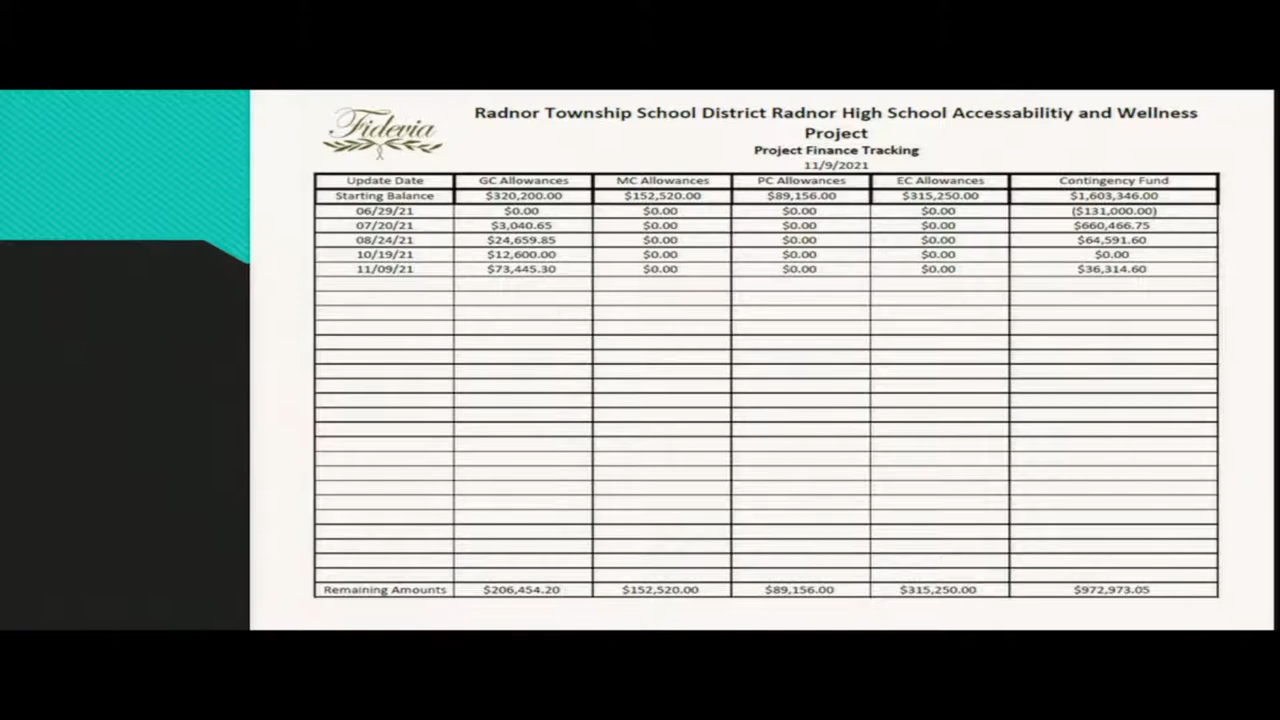 Fidevia
Radnor Township School District Radnor High School Accessabilitiy and Wellness
Project
Project Finance Tracking
11/9/2021
Update Date GC Allowances MC Allowances PC Allowances EC Allowances Contingency Fund
Starting Balance $320,200.00 $152,520.00 $89,156.00 $315,250.00 $1,603,346.00
06/29/21 $0.00 $0.00 $0.00 $0.00 ($131,000.00)
07/20/21 $3,040.65 $0.00 $0.00 $0.00 $660,466.75
08/24/21 $24,659.85 $0.00 $0.00 $0.00 $64,591.60
10/19/21 $12,600.00 $0.00 $0.00 $0.00 $0.00
11/09/21 $73,445.30 $0.00 $0.00 $0.00 $36,314.60
Remaining Amounts $206,454.20 $152,520.00 $89,156.00 $315,250.00 $972,973.05